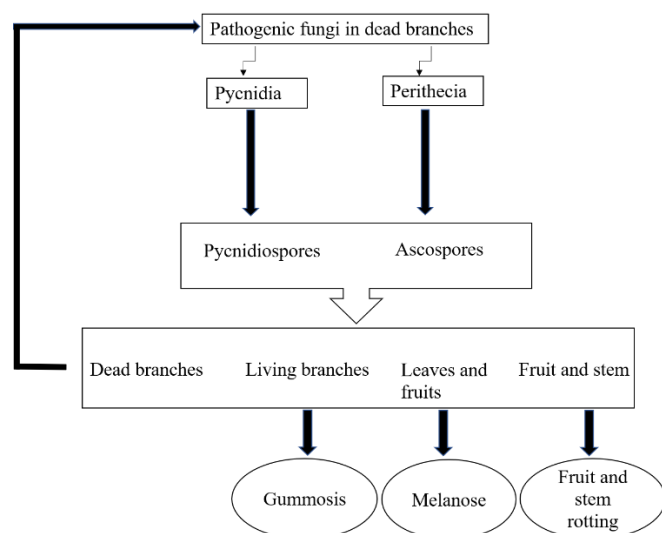 Pathogenic fungi in dead branches
Pycnidia
Perithecia
Pycnidiospores
Ascospores
Dead branches
Living branches
Leaves and
fruits
Fruit and stem
Gummosis
Melanose
Fruit and
stem
rotting